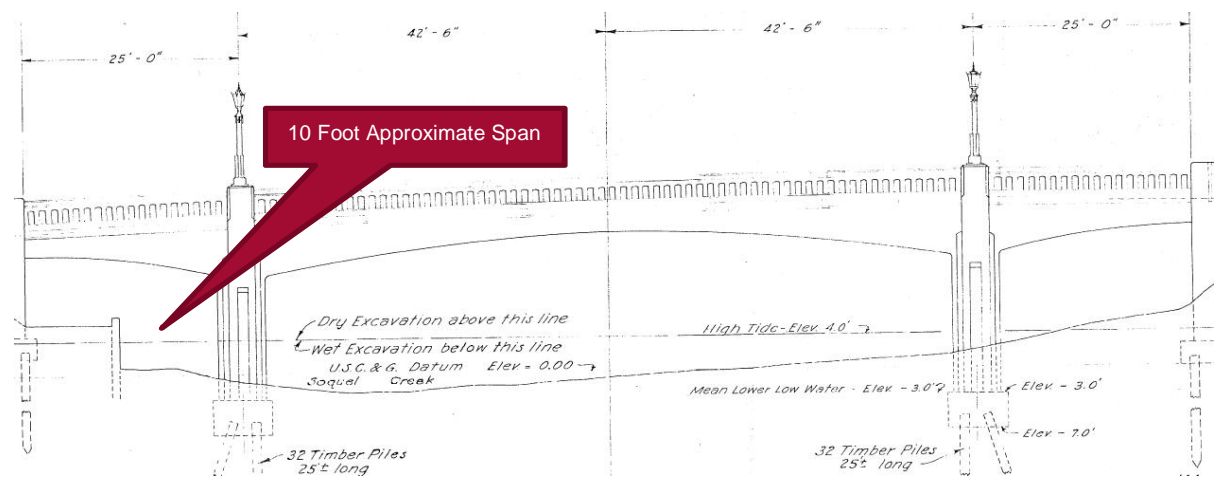 42'-6"
42'-6"
25'-0"
25'-0"
10 Foot Approximate Span
Dry Excavation above this line
High Tide-Elev. 4.0'
Wet Excavation below this line
U.S.C. & G. Datum Elev = 0.00
Soquel Creek
Mean Lower Low Water - Elev. - 3.0'
Elev. - 3.0'
Elev - 7.0'
32 Timber Piles
25'± long
32 Timber Piles
25'± long